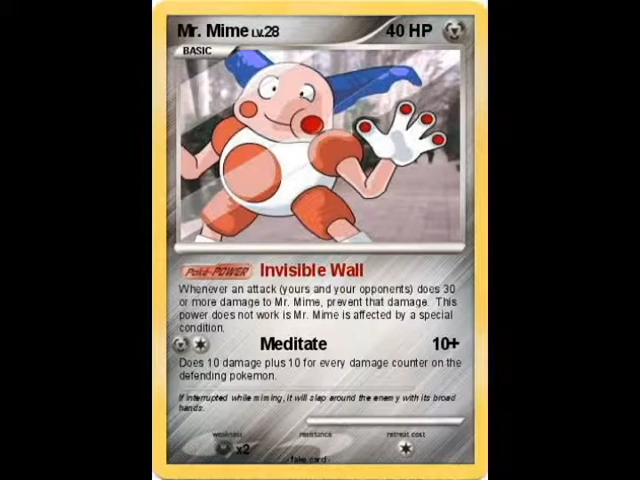 Mr. Mime LV.28 40 HP
BASIC
Poké-POWER Invisible Wall
Whenever an attack (yours and your opponents) does 30
or more damage to Mr. Mime, prevent that damage. This
power does not work is Mr. Mime is affected by a special
condition.
Meditate 10+
Does 10 damage plus 10 for every damage counter on the
defending pokemon.
If interrupted while miming, it will slap around the enemy with its broad
hands.
weakness resistance retreat cost
x2
- fake card -